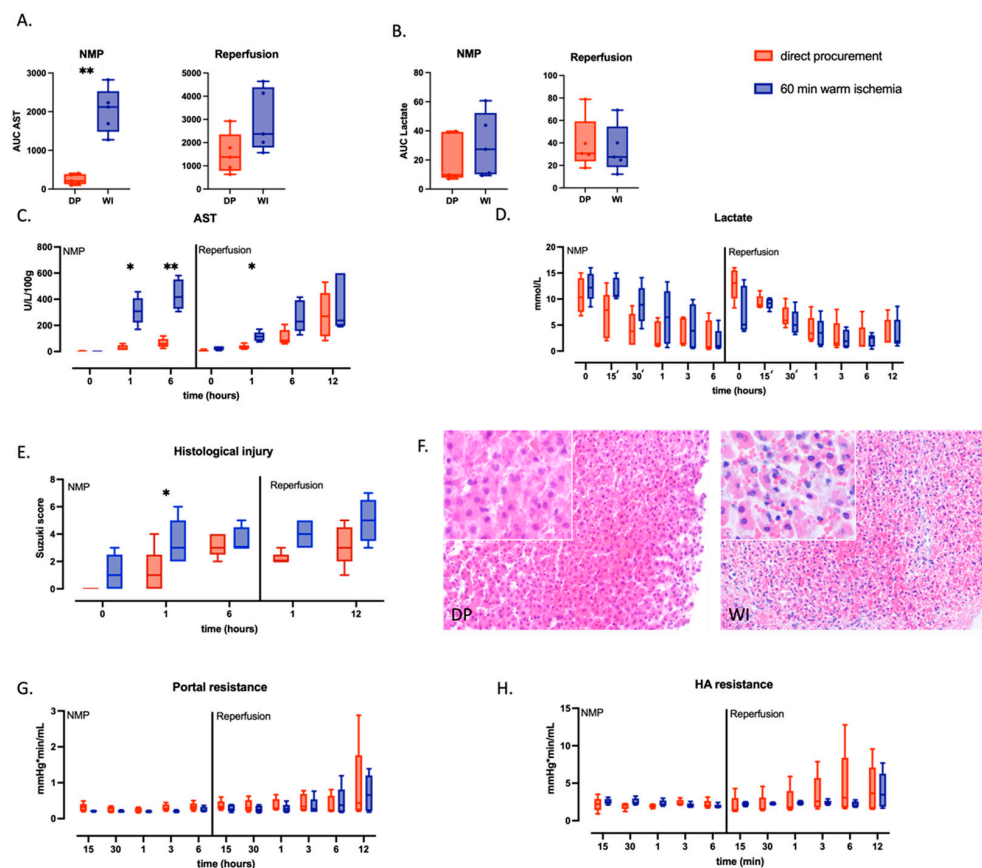 A.
NMP
**
AUC AST
3000
2000
1000
0
DP
WI
Reperfusion
5000
4000
3000
2000
1000
0
DP
WI
B.
NMP
AUC Lactate
80
60
40
20
0
DP
WI
Reperfusion
100
80
60
40
20
0
DP
WI
direct procurement
60 min warm ischemia
C.
AST
NMP
Reperfusion
U/L/100g
800
600
400
200
0
*
**
*
0
1
6
0
1
6
12
time (hours)
D.
Lactate
NMP
Reperfusion
mmol/L
20
15
10
5
0
0
15′
30′
1
3
6
0
15′
30′
1
3
6
12
time (hours)
E.
Histological injury
NMP
Reperfusion
Suzuki score
8
6
4
2
0
*
0
1
6
1
12
time (hours)
F.
DP
WI
G.
Portal resistance
NMP
Reperfusion
mmHg*min/mL
3
2
1
0
15
30
1
3
6
15
30
1
3
6
12
time (hours)
H.
HA resistance
NMP
Reperfusion
mmHg*min/mL
15
10
5
0
15
30
1
3
6
15
30
1
3
6
12
time (min)